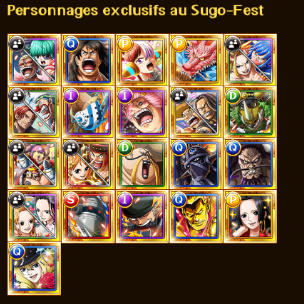 Personnages exclusifs au Sugo-Fest
Q P P
I I D
D Q Q
S I Q P
Q